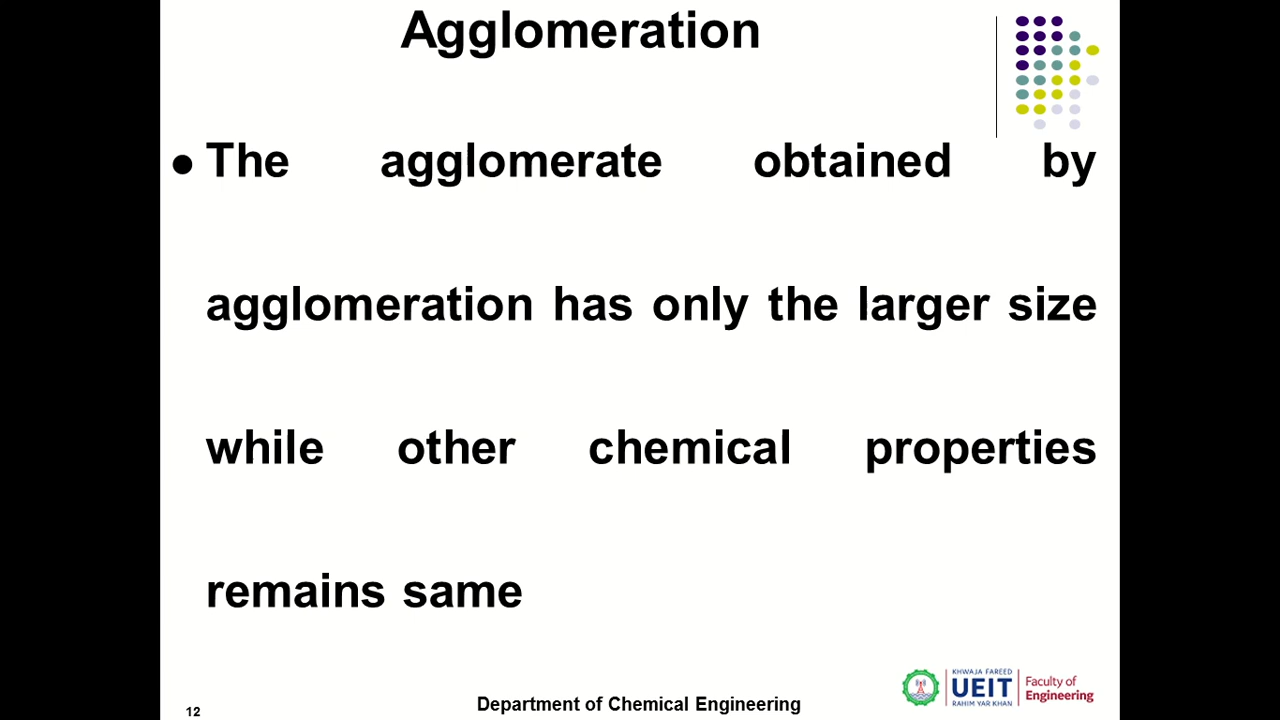 Agglomeration
● The agglomerate obtained by
agglomeration has only the larger size
while other chemical properties
remains same
12
Department of Chemical Engineering
KHWAJA FAREED
UEIT
RAHIM YAR KHAN
Faculty of
Engineering